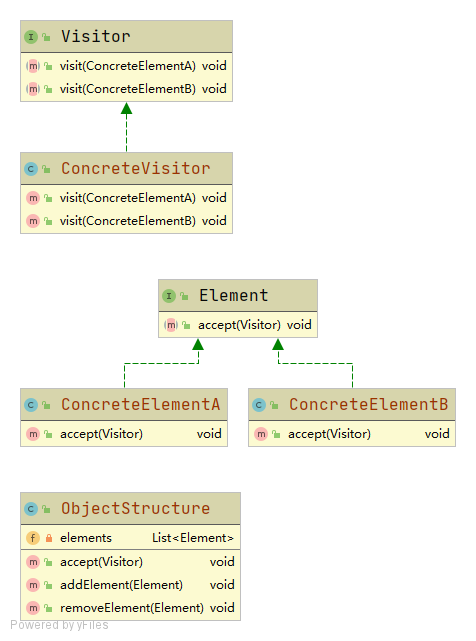 Visitor
visit(ConcreteElementA) void
visit(ConcreteElementB) void
ConcreteVisitor
visit(ConcreteElementA) void
visit(ConcreteElementB) void
Element
accept(Visitor) void
ConcreteElementA
accept(Visitor) void
ConcreteElementB
accept(Visitor) void
ObjectStructure
elements List<Element>
accept(Visitor) void
addElement(Element) void
removeElement(Element) void
Powered by yFiles